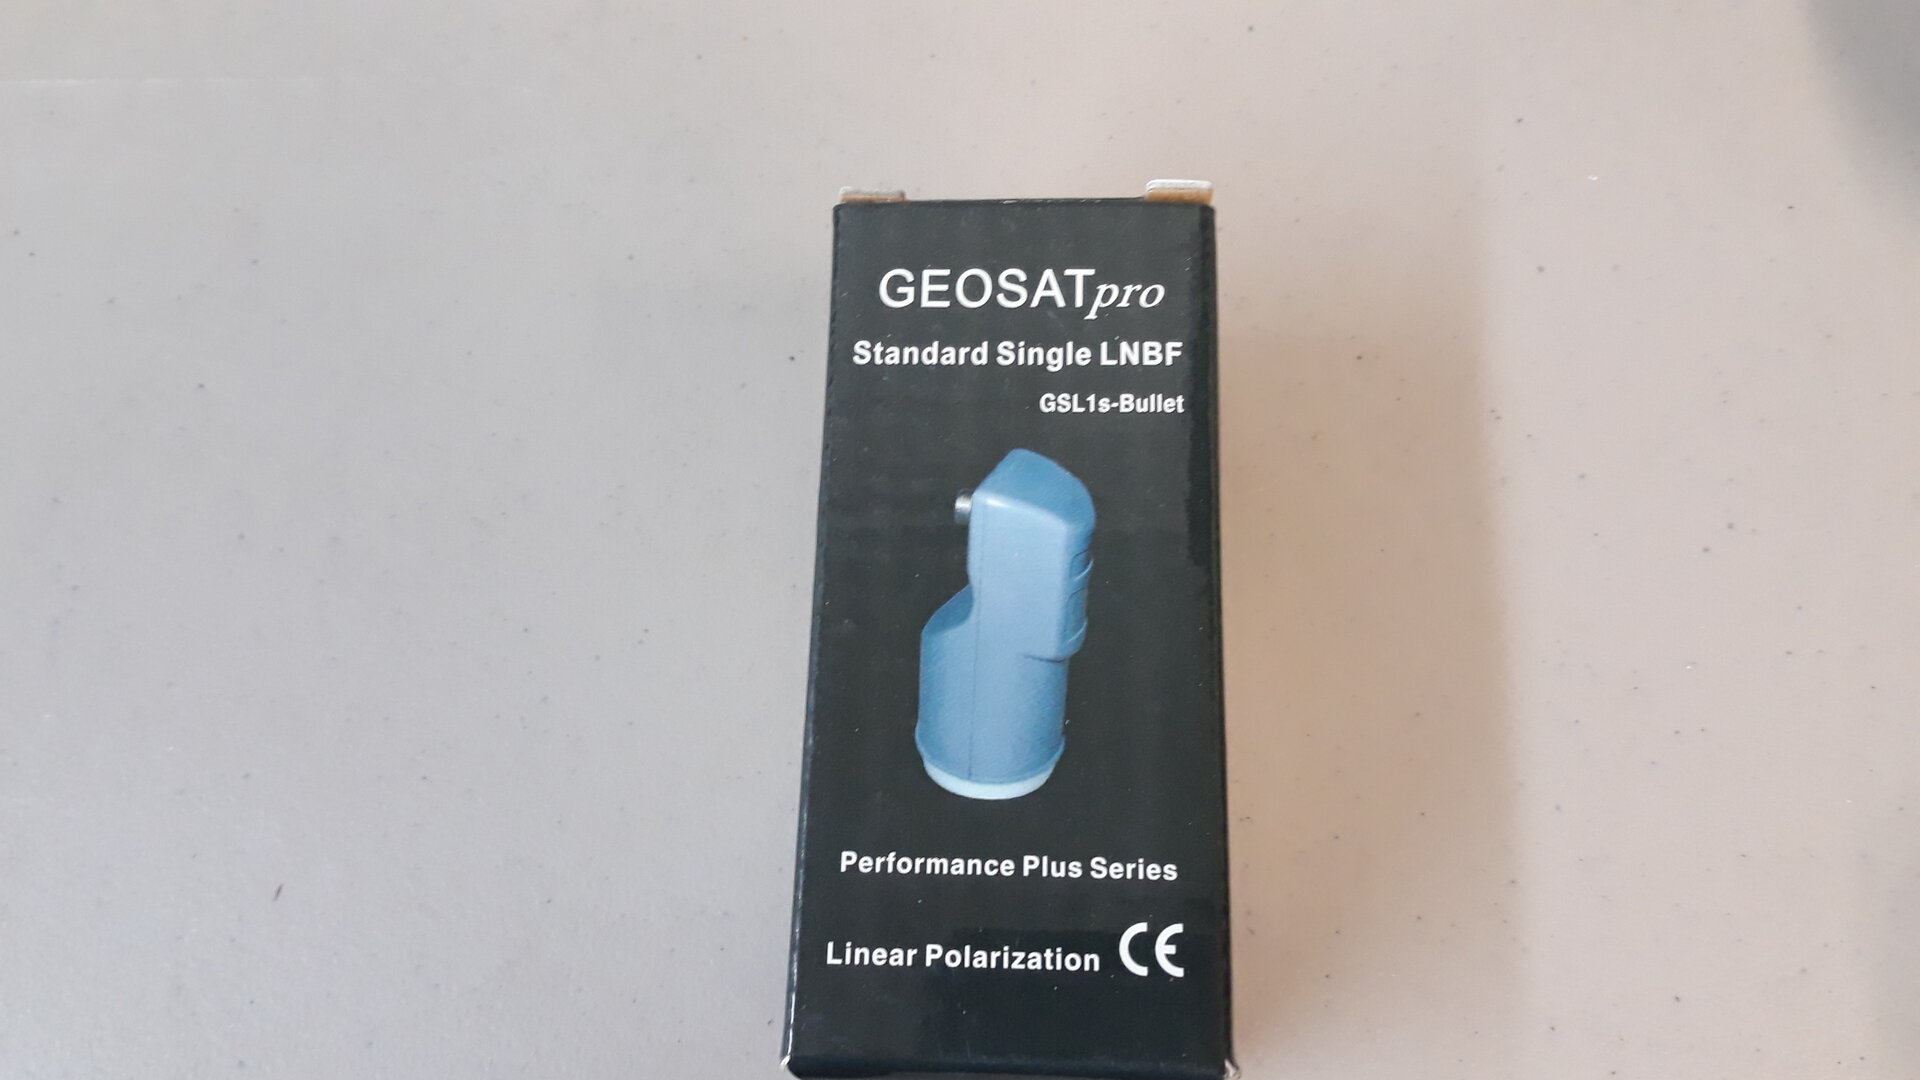 GEOSATpro
Standard Single LNBF
GSL1s-Bullet
Performance Plus Series
Linear Polarization CE